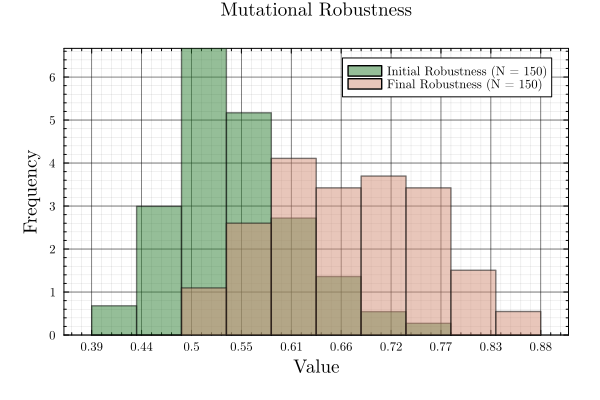 Mutational Robustness
Initial Robustness (N = 150)
Final Robustness (N = 150)
Frequency
6
5
4
3
2
1
0
0.39 0.44 0.5 0.55 0.61 0.66 0.72 0.77 0.83 0.88
Value